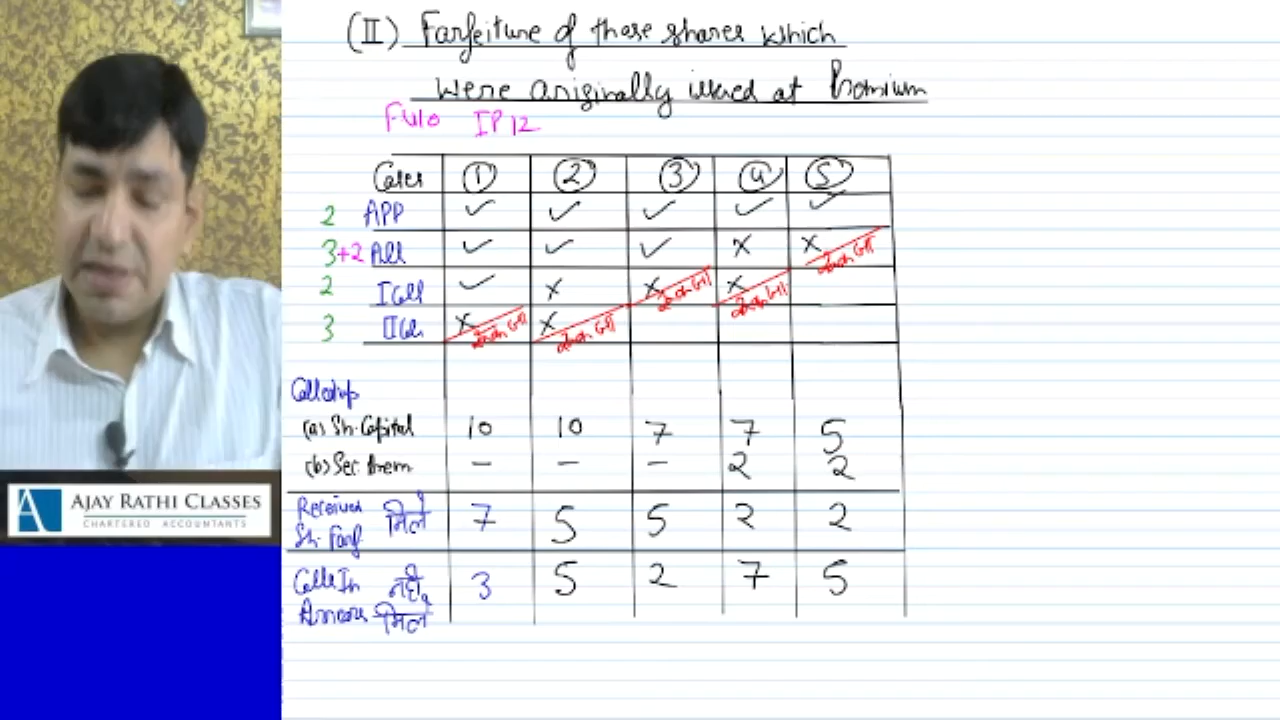 (II) Forfeiture of those shares which
were originally issued at Premium
FV10 IP 12
Cases ① ② ③ ④ ⑤
2 APP ✓ ✓ ✓ ✓ ✓
3+2 All ✓ ✓ ✓ x x
2 I Call ✓ x x x
3 II Call x x
Called up
(a) Sh. Capital 10 10 7 7 5
(b) Sec Prem - - - 2 2
Received मिले 7 5 5 2 2
Sh. Forf
Calls In नहीं 3 5 2 7 5
Arrears मिले
AJAY RATHI CLASSES
CHARTERED ACCOUNTANTS